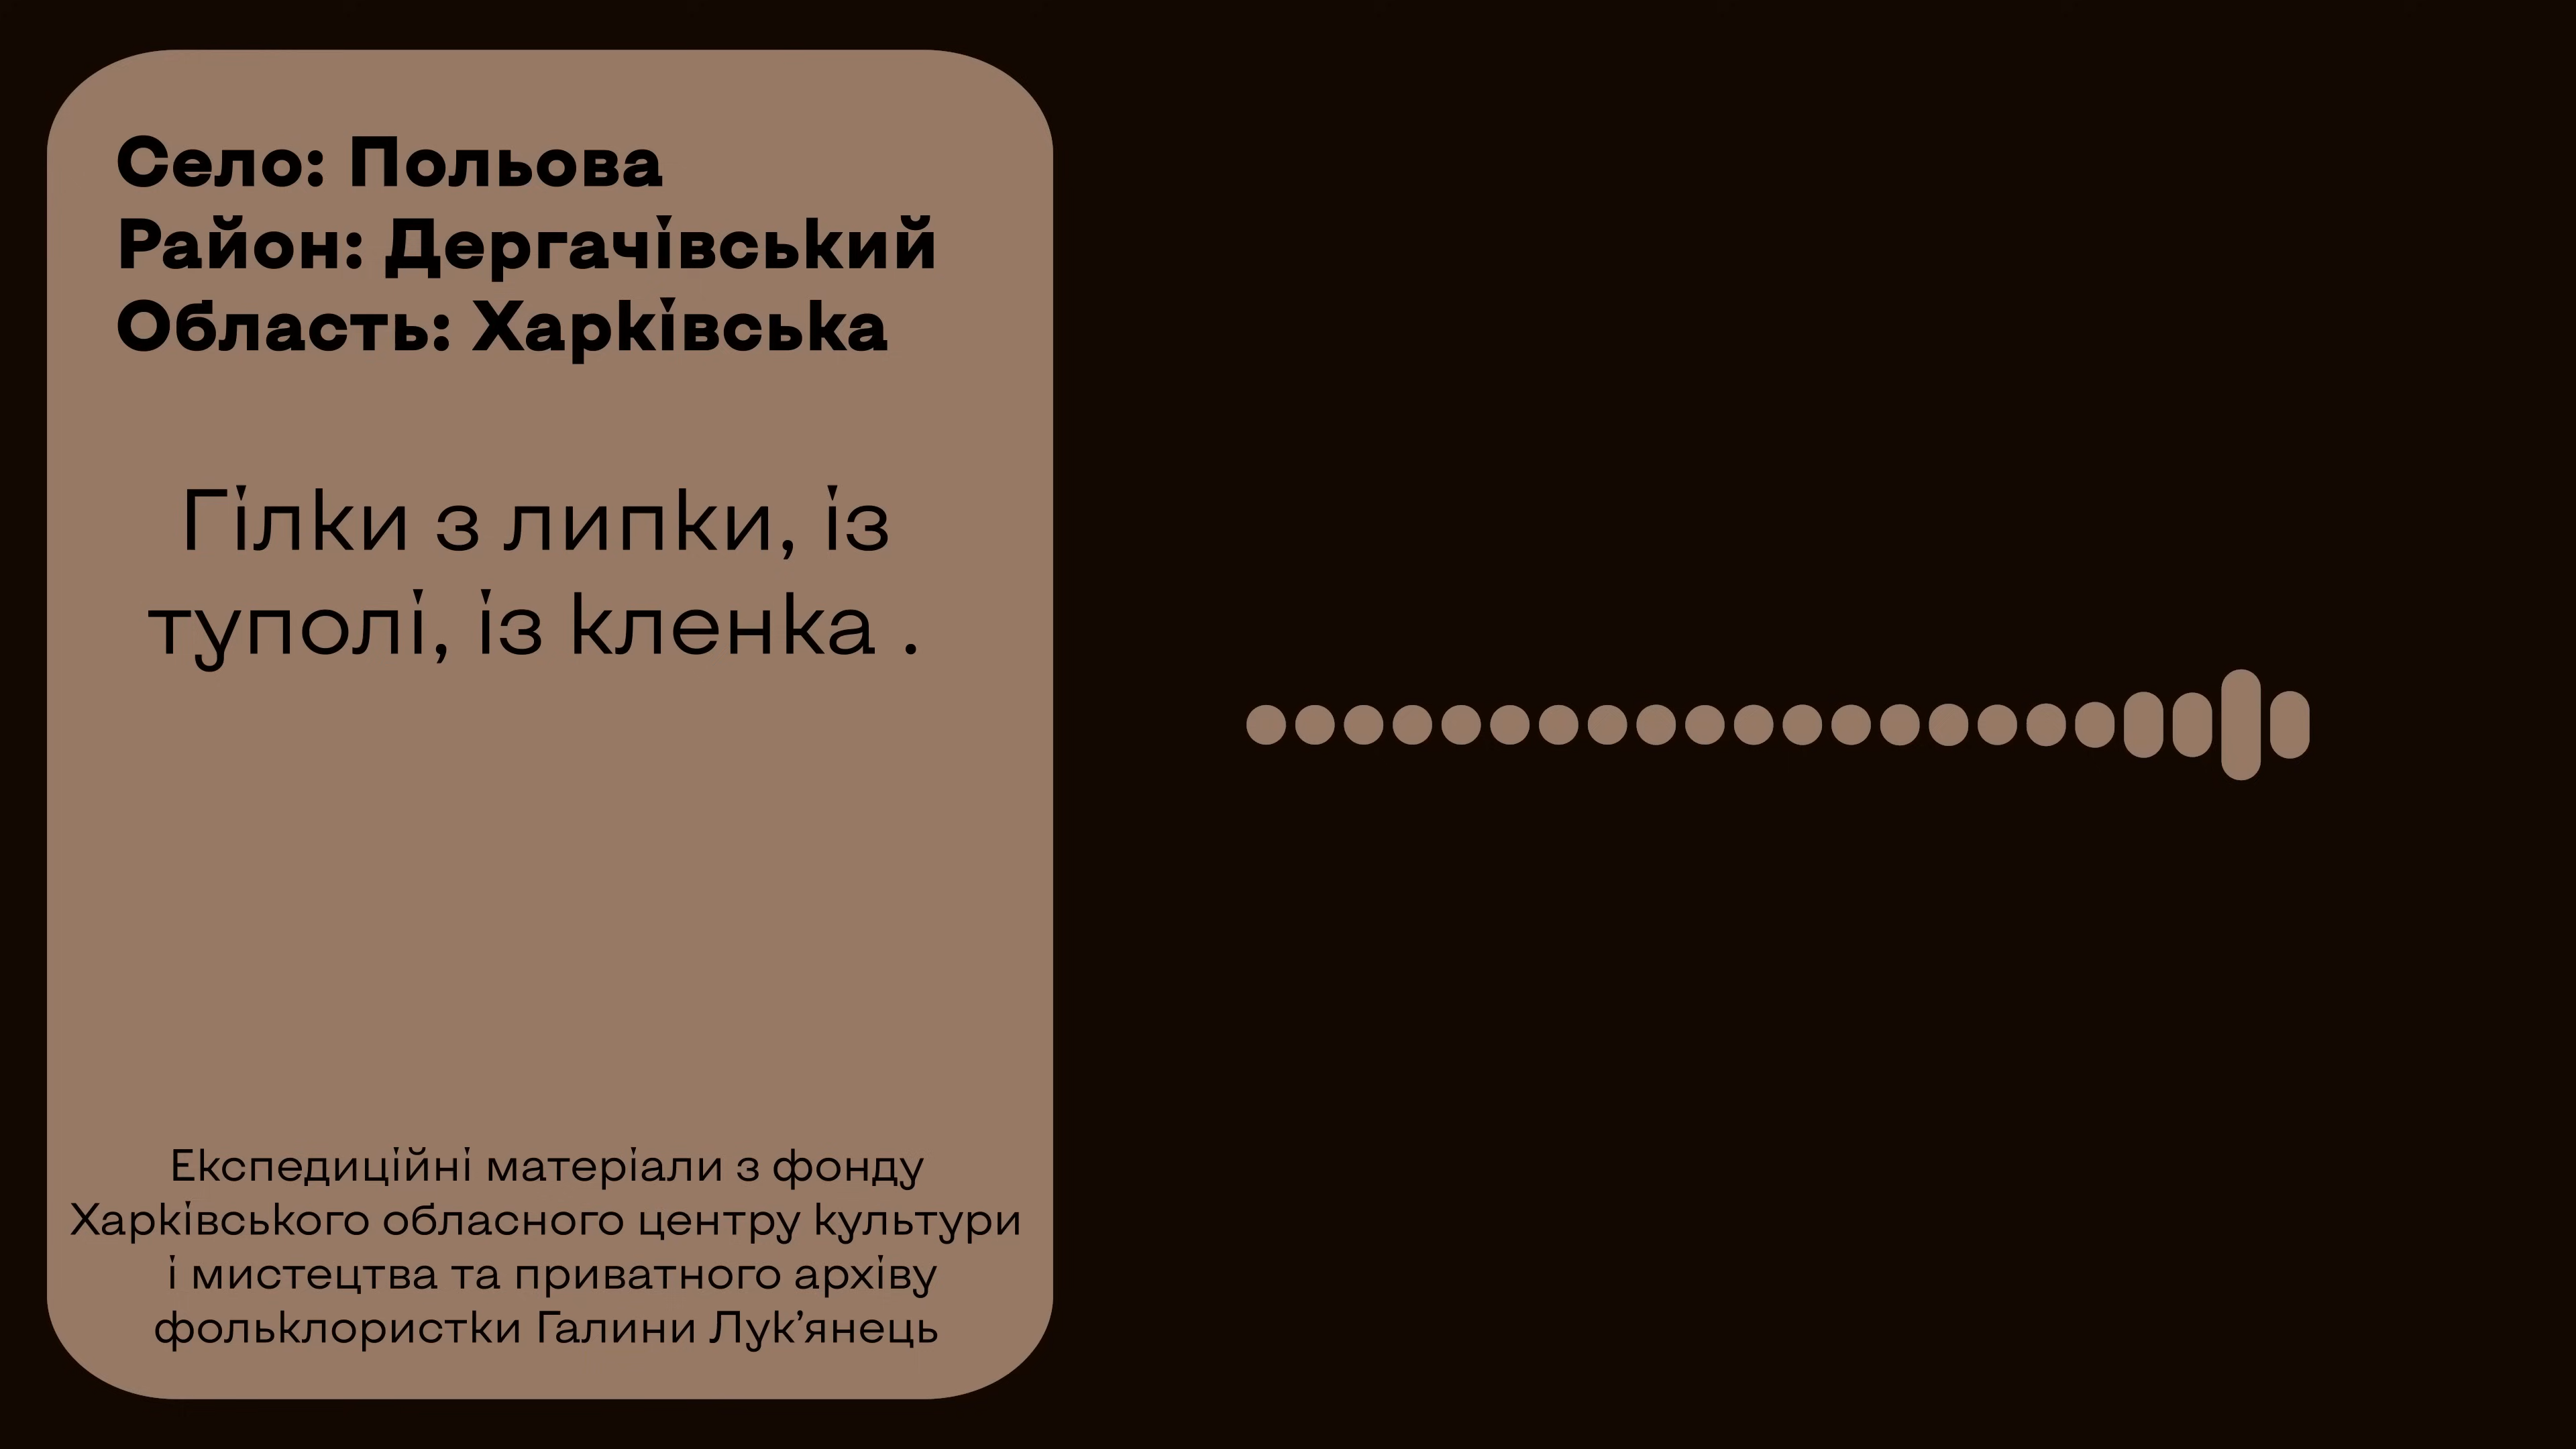 Село: Польова
Район: Дергачівський
Область: Харківська
Гілки з липки, із
туполі, із кленка .
Експедиційні матеріали з фонду
Харківського обласного центру культури
і мистецтва та приватного архіву
фольклористки Галини Лук’янець